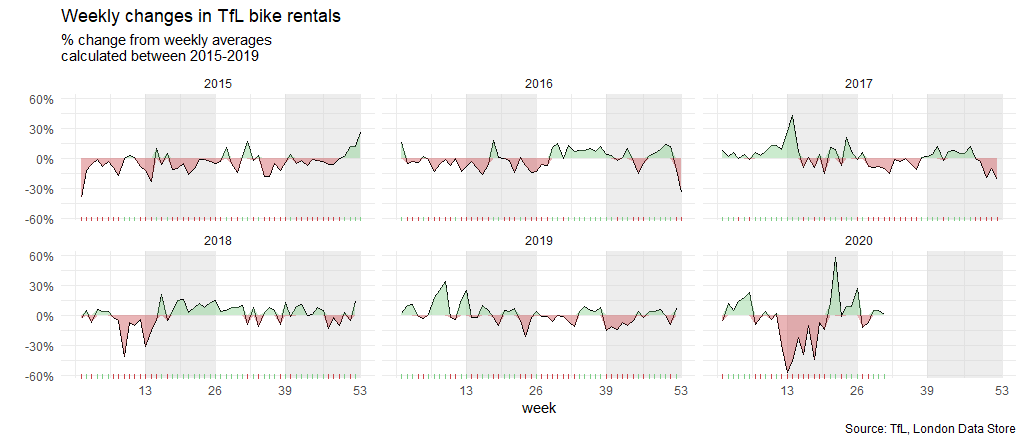 Weekly changes in TfL bike rentals
% change from weekly averages
calculated between 2015-2019
2015 2016 2017
60%
30%
0%
-30%
-60%
2018 2019 2020
60%
30%
0%
-30%
-60%
13 26 39 53 13 26 39 53 13 26 39 53
week
Source: TfL, London Data Store